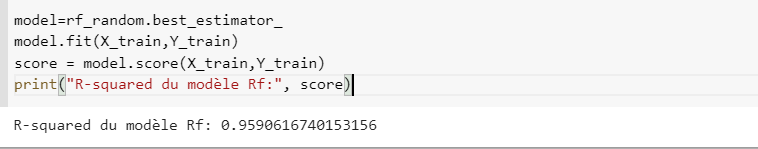 model=rf_random.best_estimator_
model.fit(X_train,Y_train)
score = model.score(X_train,Y_train)
print("R-squared du modèle Rf:", score)
R-squared du modèle Rf: 0.9590616740153156